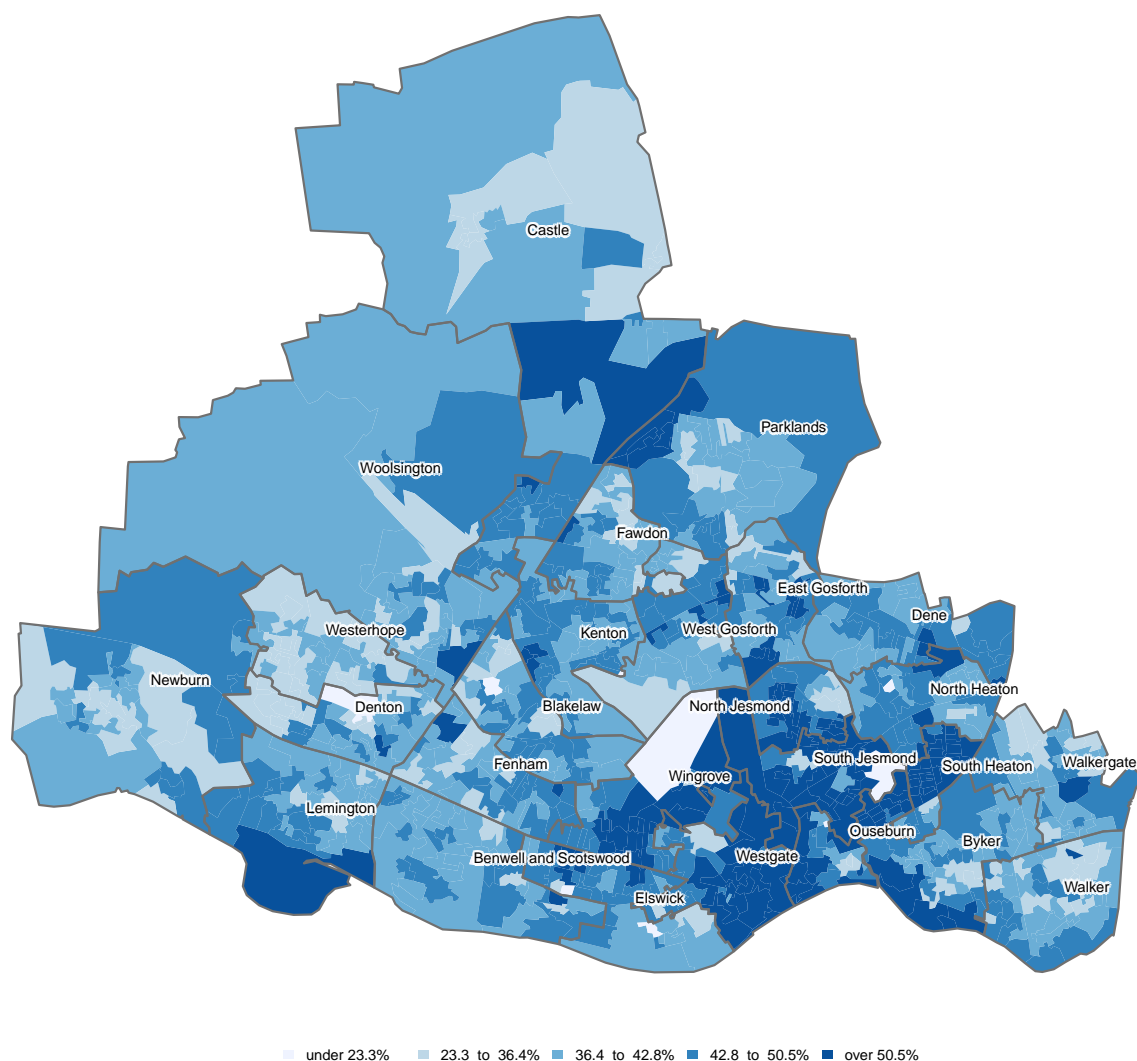 Castle
Parklands
Woolsington
Fawdon
East Gosforth
Dene
Westerhope
Kenton
West Gosforth
Newburn
North Heaton
Denton
Blakelaw
North Jesmond
South Jesmond
Walkergate
Fenham
South Heaton
Wingrove
Lemington
Ouseburn
Byker
Benwell and Scotswood
Westgate
Walker
Elswick
under 23.3% 23.3 to 36.4% 36.4 to 42.8% 42.8 to 50.5% over 50.5%